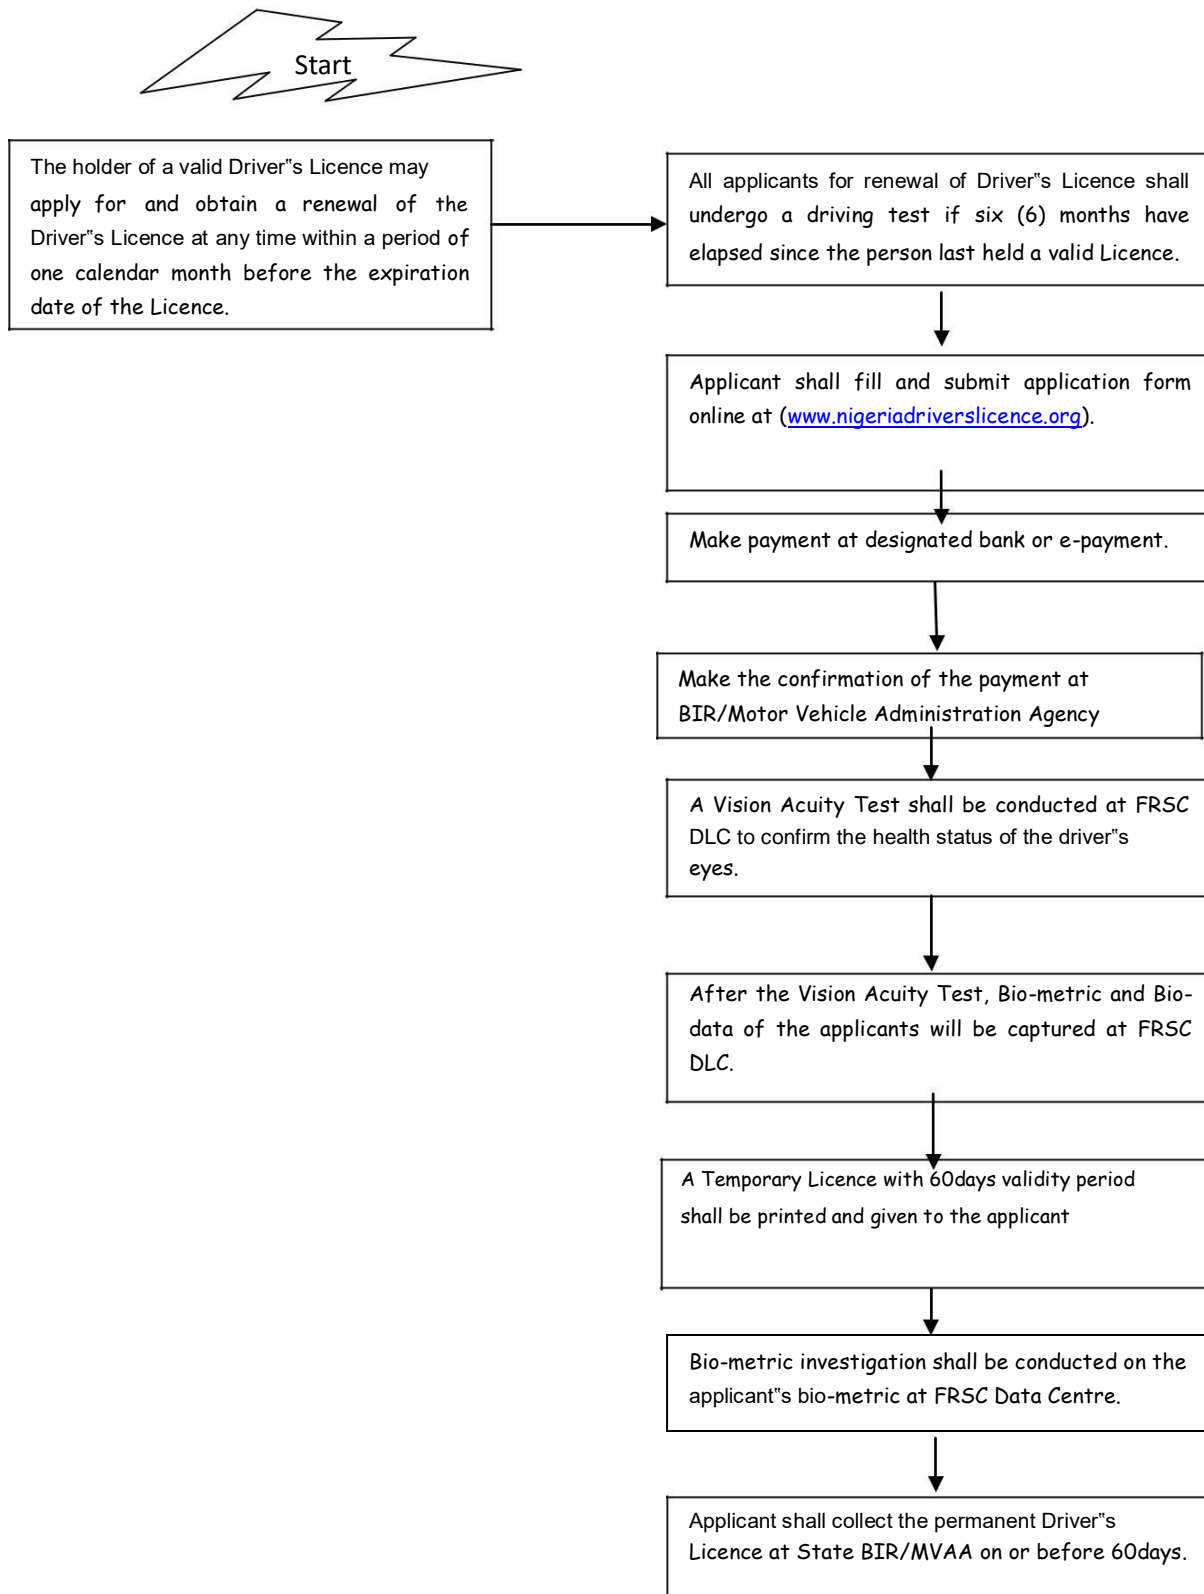 Start
The holder of a valid Driver‟s Licence may
apply for and obtain a renewal of the
Driver‟s Licence at any time within a period of
one calendar month before the expiration
date of the Licence.
All applicants for renewal of Driver‟s Licence shall
undergo a driving test if six (6) months have
elapsed since the person last held a valid Licence.
Applicant shall fill and submit application form
online at (www.nigeriadriverslicence.org).
Make payment at designated bank or e-payment.
Make the confirmation of the payment at
BIR/Motor Vehicle Administration Agency
A Vision Acuity Test shall be conducted at FRSC
DLC to confirm the health status of the driver‟s
eyes.
After the Vision Acuity Test, Bio-metric and Bio-
data of the applicants will be captured at FRSC
DLC.
A Temporary Licence with 60days validity period
shall be printed and given to the applicant
Bio-metric investigation shall be conducted on the
applicant‟s bio-metric at FRSC Data Centre.
Applicant shall collect the permanent Driver‟s
Licence at State BIR/MVAA on or before 60days.